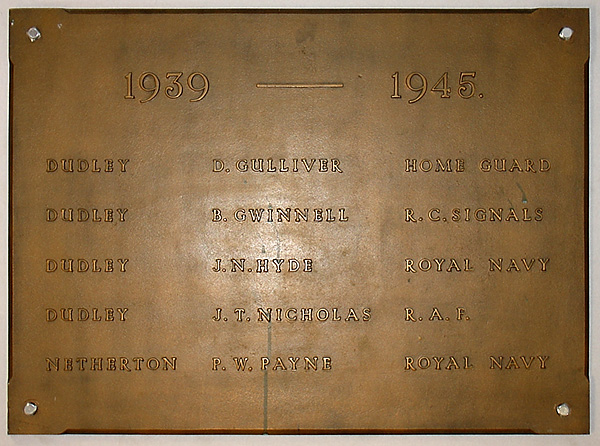 1939 — 1945.
DUDLEY D. GULLIVER HOME GUARD
DUDLEY B. GWINNELL R. C. SIGNALS
DUDLEY J. N. HYDE ROYAL NAVY
DUDLEY J. T. NICHOLAS R. A. F.
NETHERTON P. W. PAYNE ROYAL NAVY